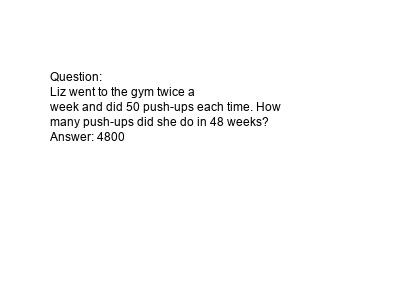 Question:
Liz went to the gym twice a
week and did 50 push-ups each time. How
many push-ups did she do in 48 weeks?
Answer: 4800